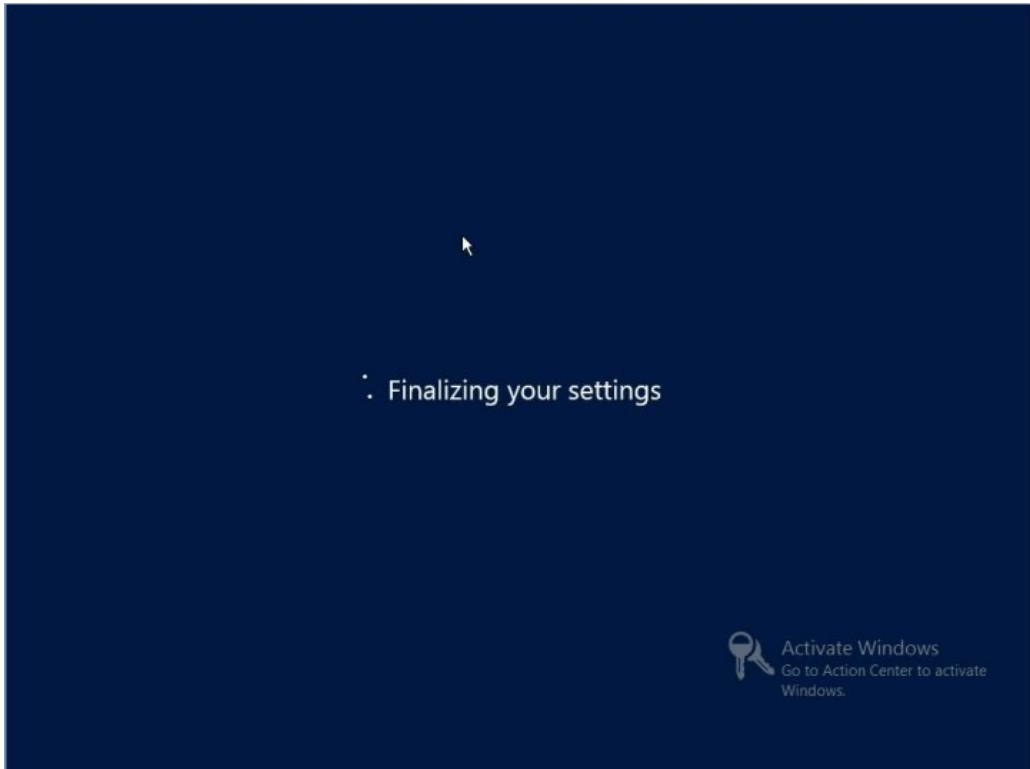 Finalizing your settings
Activate Windows
Go to Action Center to activate
Windows.